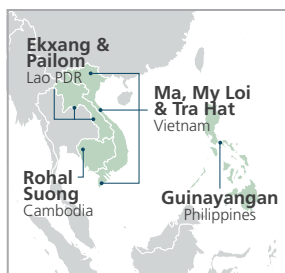 Ekxang &
Pailom
Lao PDR
Ma, My Loi
& Tra Hat
Vietnam
Rohal
Suong
Cambodia
Guinayangan
Philippines